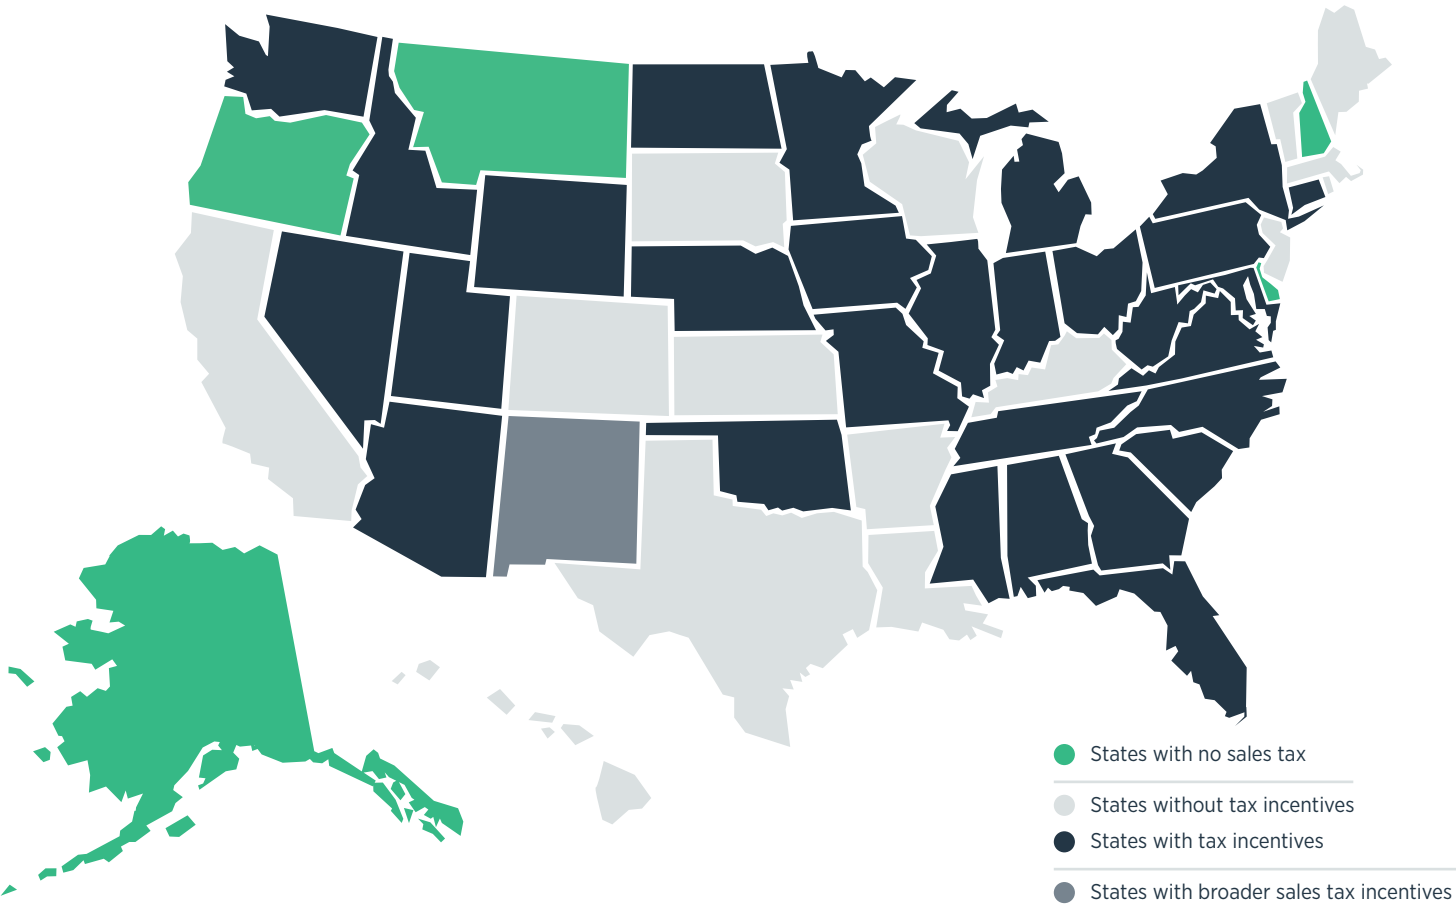 States with no sales tax
States without tax incentives
States with tax incentives
States with broader sales tax incentives